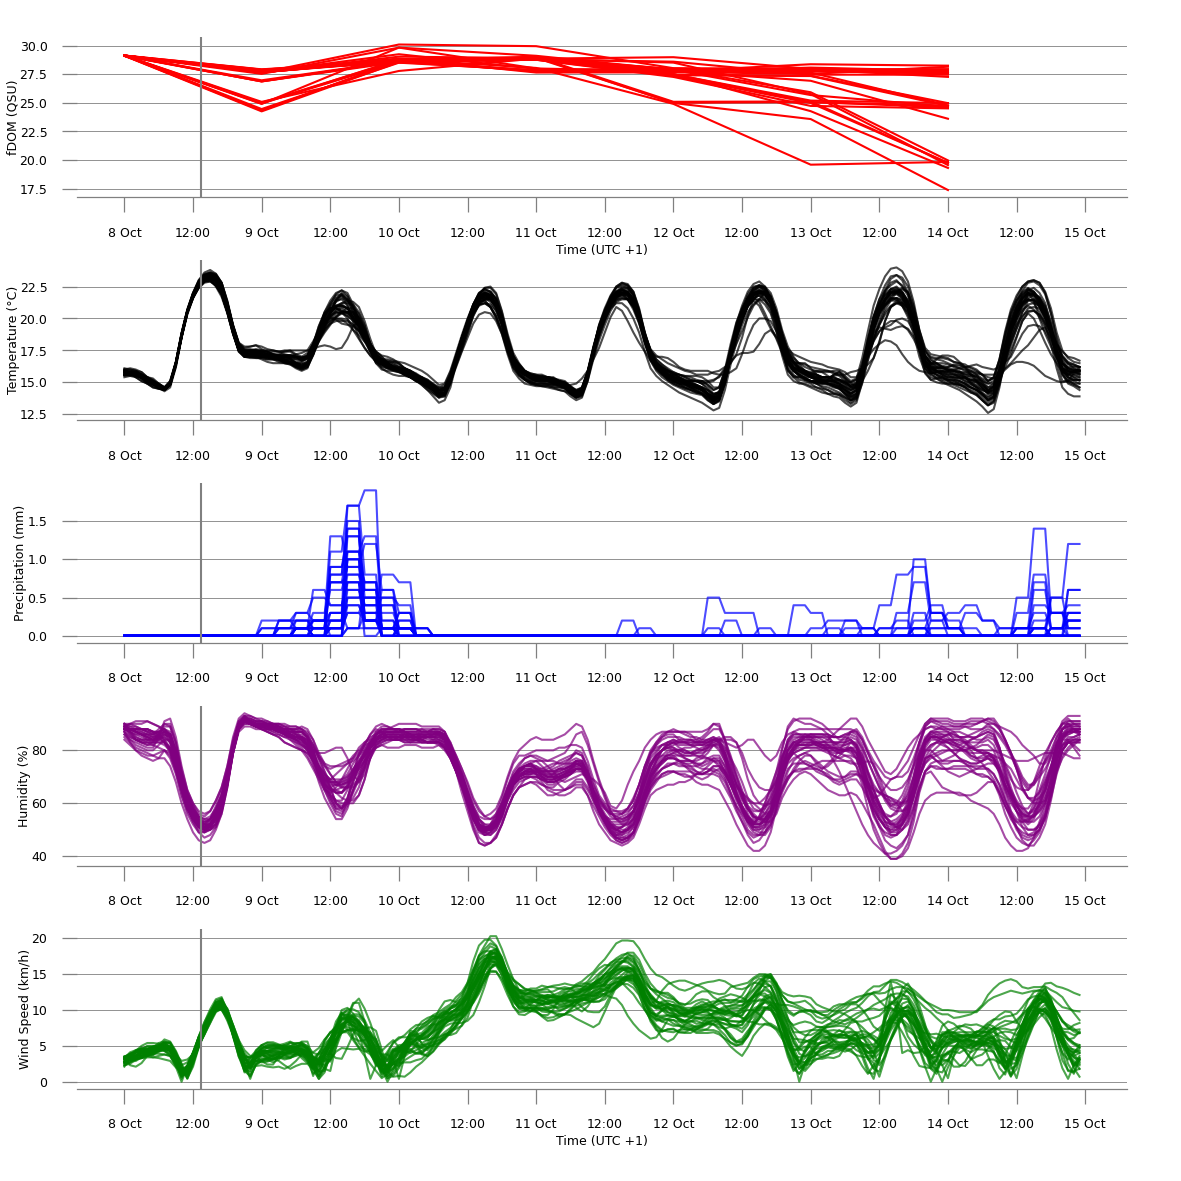 fDOM (QSU)
30.0
27.5
25.0
22.5
20.0
17.5
8 Oct 12:00 9 Oct 12:00 10 Oct 12:00 11 Oct 12:00 12 Oct 12:00 13 Oct 12:00 14 Oct 12:00 15 Oct
Time (UTC +1)
Temperature (°C)
22.5
20.0
17.5
15.0
12.5
8 Oct 12:00 9 Oct 12:00 10 Oct 12:00 11 Oct 12:00 12 Oct 12:00 13 Oct 12:00 14 Oct 12:00 15 Oct
Precipitation (mm)
1.5
1.0
0.5
0.0
8 Oct 12:00 9 Oct 12:00 10 Oct 12:00 11 Oct 12:00 12 Oct 12:00 13 Oct 12:00 14 Oct 12:00 15 Oct
Humidity (%)
80
60
40
8 Oct 12:00 9 Oct 12:00 10 Oct 12:00 11 Oct 12:00 12 Oct 12:00 13 Oct 12:00 14 Oct 12:00 15 Oct
Wind Speed (km/h)
20
15
10
5
0
8 Oct 12:00 9 Oct 12:00 10 Oct 12:00 11 Oct 12:00 12 Oct 12:00 13 Oct 12:00 14 Oct 12:00 15 Oct
Time (UTC +1)